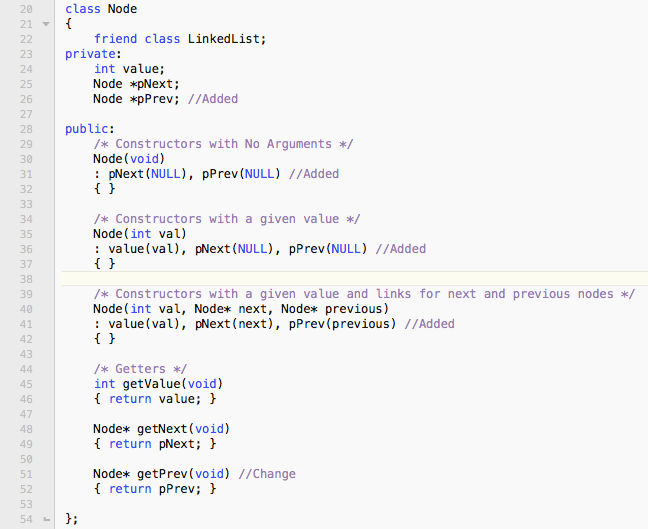 20 class Node
21 {
22     friend class LinkedList;
23 private:
24     int value;
25     Node *pNext;
26     Node *pPrev; //Added
27
28 public:
29     /* Constructors with No Arguments */
30     Node(void)
31     : pNext(NULL), pPrev(NULL) //Added
32     { }
33
34     /* Constructors with a given value */
35     Node(int val)
36     : value(val), pNext(NULL), pPrev(NULL) //Added
37     { }
38
39     /* Constructors with a given value and links for next and previous nodes */
40     Node(int val, Node* next, Node* previous)
41     : value(val), pNext(next), pPrev(previous) //Added
42     { }
43
44     /* Getters */
45     int getValue(void)
46     { return value; }
47
48     Node* getNext(void)
49     { return pNext; }
50
51     Node* getPrev(void) //Change
52     { return pPrev; }
53
54 };